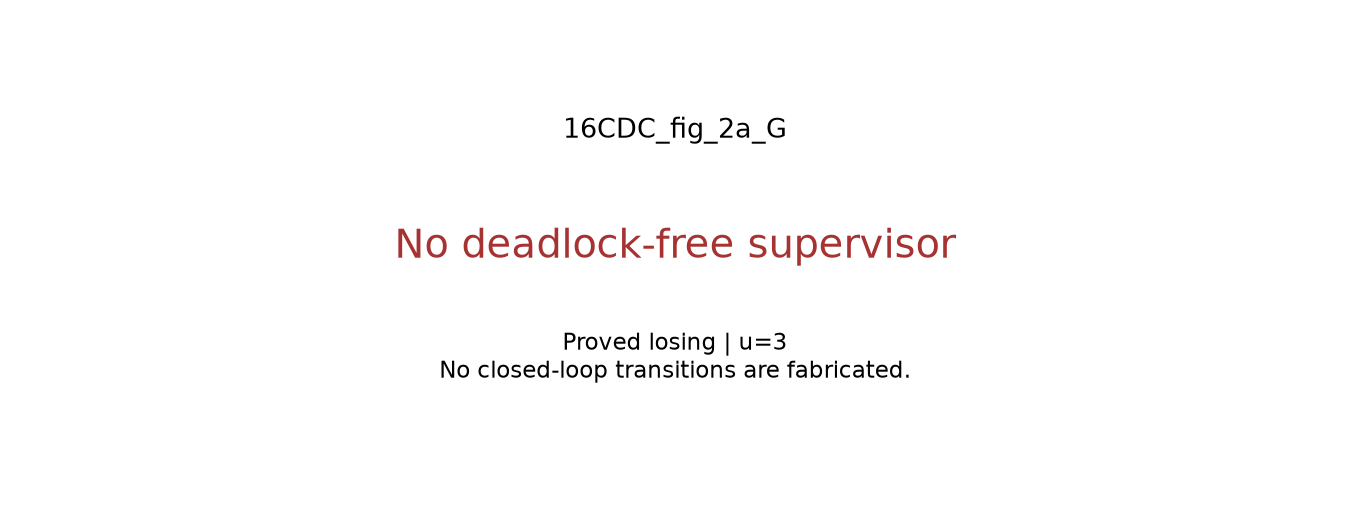 16CDC_fig_2a_G
No deadlock-free supervisor
Proved losing | u=3
No closed-loop transitions are fabricated.